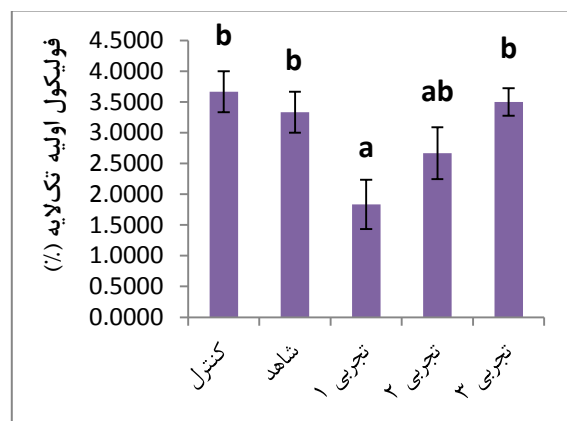 فولیکول اولیه تک‌لایه (٪)
4.5000
4.0000
3.5000
3.0000
2.5000
2.0000
1.5000
1.0000
0.5000
0.0000
b
b
a
ab
b
کنترل
شاهد
تجربی ۱
تجربی ۲
تجربی ۳